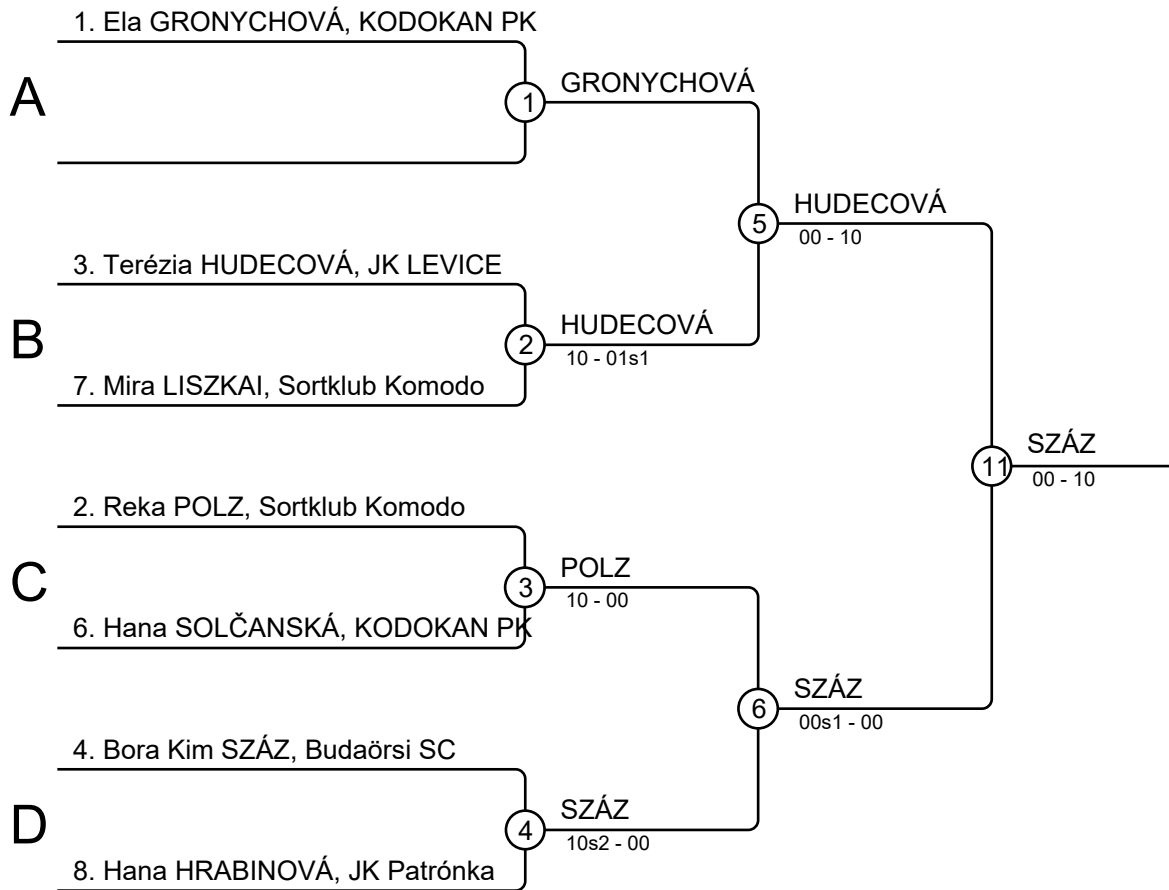 1. Ela GRONYCHOVÁ, KODOKAN PK
A
1
GRONYCHOVÁ
5
HUDECOVÁ
00 - 10
3. Terézia HUDECOVÁ, JK LEVICE
B
2
HUDECOVÁ
10 - 01s1
7. Mira LISZKAI, Sortklub Komodo
11
SZÁZ
00 - 10
2. Reka POLZ, Sortklub Komodo
C
3
POLZ
10 - 00
6. Hana SOLČANSKÁ, KODOKAN PK
6
SZÁZ
00s1 - 00
4. Bora Kim SZÁZ, Budaörsi SC
D
4
SZÁZ
10s2 - 00
8. Hana HRABINOVÁ, JK Patrónka